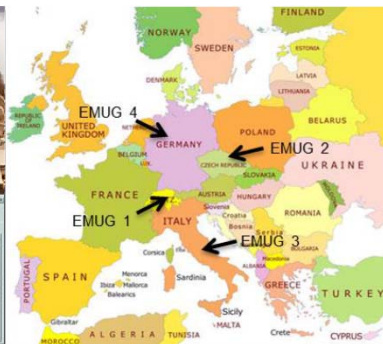 FINLAND
NORWAY
SWEDEN
ESTONIA
LATVIA
LITHUANIA
DENMARK
EMUG 4
REPUBLIC
OF
IRELAND
UNITED
KINGDOM
BELARUS
POLAND
EMUG 2
GERMANY
BELGIUM
LUX.
CZECH REPUBLIC
UKRAINE
SLOVAKIA
FRANCE
AUSTRIA
HUNGARY
EMUG 1
Slovenia
ITALY
Croatia
ROMANIA
Bosnia
Serbia
EMUG 3
BULGARIA
Corsica
Macedonia
ALBANIA
PORTUGAL
SPAIN
Menorca
Ibiza
Mallorca
Balearics
Sardinia
GREECE
TURKEY
Sicily
Gibraltar
MALTA
MOROCCO
ALGERIA
TUNISIA
Crete
CYPRUS